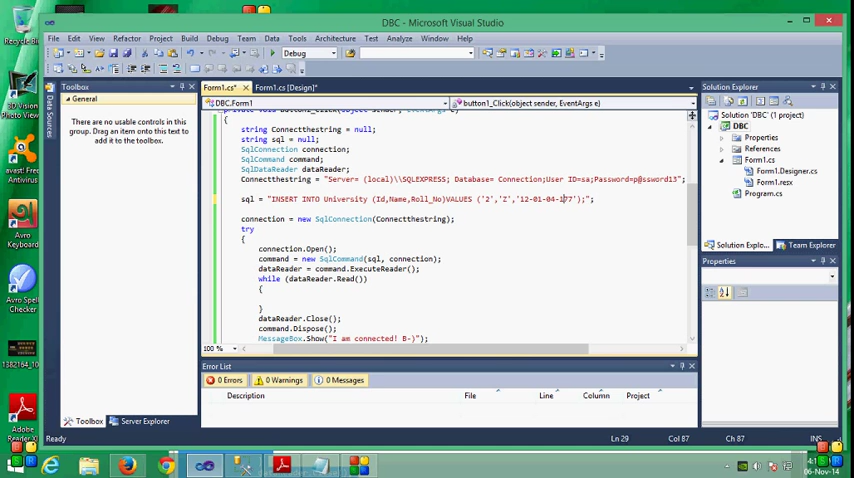 Recycle Bin
DBC - Microsoft Visual Studio
File Edit View Refactor Project Build Debug Team Data Tools Architecture Test Analyze Window Help
Debug
3D Vision
Photo View
avast! Free
Antivirus
Avro
Keyboard
Avro Spell
Checker
1382164_10
Adobe
Reader XI
Data Sources
Toolbox
General
There are no usable controls in this
group. Drag an item onto this text to
add it to the toolbox.
Toolbox Server Explorer
Form1.cs* Form1.cs [Design]*
DBC.Form1 button1_Click(object sender, EventArgs e)
{
string Connectthestring = null;
string sql = null;
SqlConnection connection;
SqlCommand command;
SqlDataReader dataReader;
Connectthestring = "Server= (local)\\SQLEXPRESS; Database= Connection;User ID=sa;Password=p@ssword13";
sql = "INSERT INTO University (Id,Name,Roll_No)VALUES ('2','Z','12-01-04-177');";
connection = new SqlConnection(Connectthestring);
try
{
connection.Open();
command = new SqlCommand(sql, connection);
dataReader = command.ExecuteReader();
while (dataReader.Read())
{
}
dataReader.Close();
command.Dispose();
MessageBox.Show("I am connected! B-)");
100 %
Error List
0 Errors 0 Warnings 0 Messages
Description File Line Column Project
Solution Explorer
Solution 'DBC' (1 project)
DBC
Properties
References
Form1.cs
Form1.Designer.cs
Form1.resx
Program.cs
Solution Explo... Team Explorer
Properties
Ready Ln 29 Col 87 Ch 87 INS
06-Nov-14